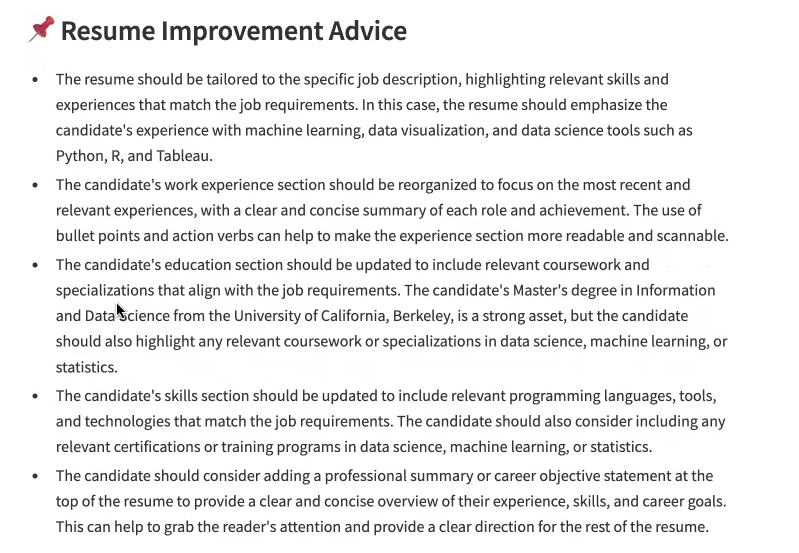 Resume Improvement Advice
• The resume should be tailored to the specific job description, highlighting relevant skills and
experiences that match the job requirements. In this case, the resume should emphasize the
candidate's experience with machine learning, data visualization, and data science tools such as
Python, R, and Tableau.
• The candidate's work experience section should be reorganized to focus on the most recent and
relevant experiences, with a clear and concise summary of each role and achievement. The use of
bullet points and action verbs can help to make the experience section more readable and scannable.
• The candidate's education section should be updated to include relevant coursework and
specializations that align with the job requirements. The candidate's Master's degree in Information
and Data Science from the University of California, Berkeley, is a strong asset, but the candidate
should also highlight any relevant coursework or specializations in data science, machine learning, or
statistics.
• The candidate's skills section should be updated to include relevant programming languages, tools,
and technologies that match the job requirements. The candidate should also consider including any
relevant certifications or training programs in data science, machine learning, or statistics.
• The candidate should consider adding a professional summary or career objective statement at the
top of the resume to provide a clear and concise overview of their experience, skills, and career goals.
This can help to grab the reader's attention and provide a clear direction for the rest of the resume.